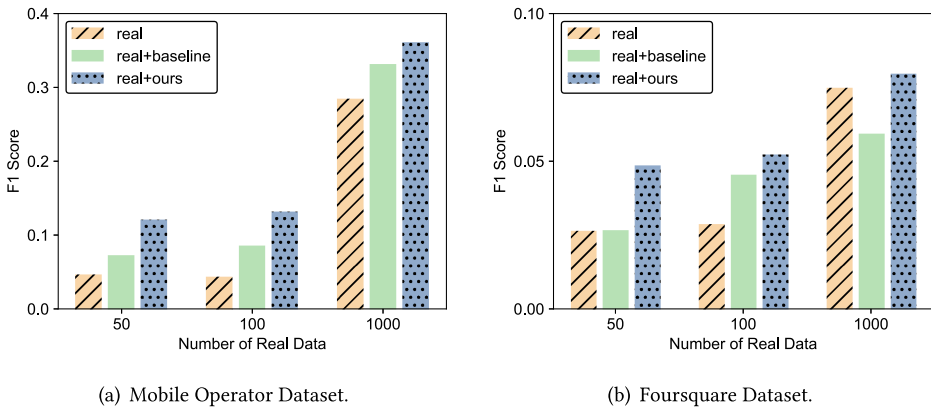 0.4
0.3
0.2
0.1
0.0
F1 Score
real
real+baseline
real+ours
50
100
1000
Number of Real Data
(a) Mobile Operator Dataset.
0.10
0.05
0.00
F1 Score
real
real+baseline
real+ours
50
100
1000
Number of Real Data
(b) Foursquare Dataset.